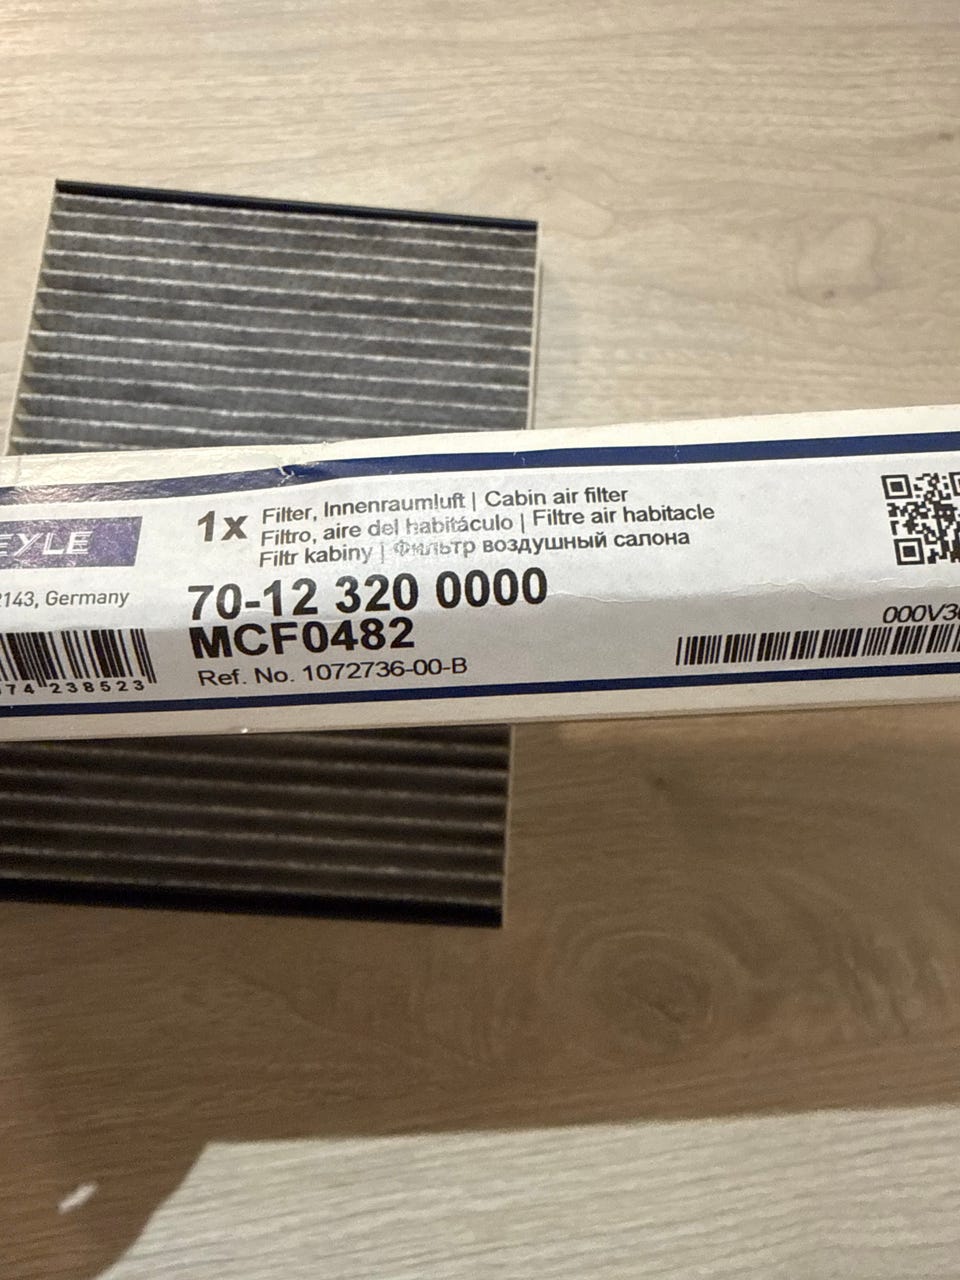 1x
Filter, Innenraumluft | Cabin air filter
Filtro, aire del habitáculo | Filtre air habitacle
Filtr kabiny | Фильтр воздушный салона
EYLE
2143, Germany
70-12 320 0000
MCF0482
Ref. No. 1072736-00-B
74 238523
000V30